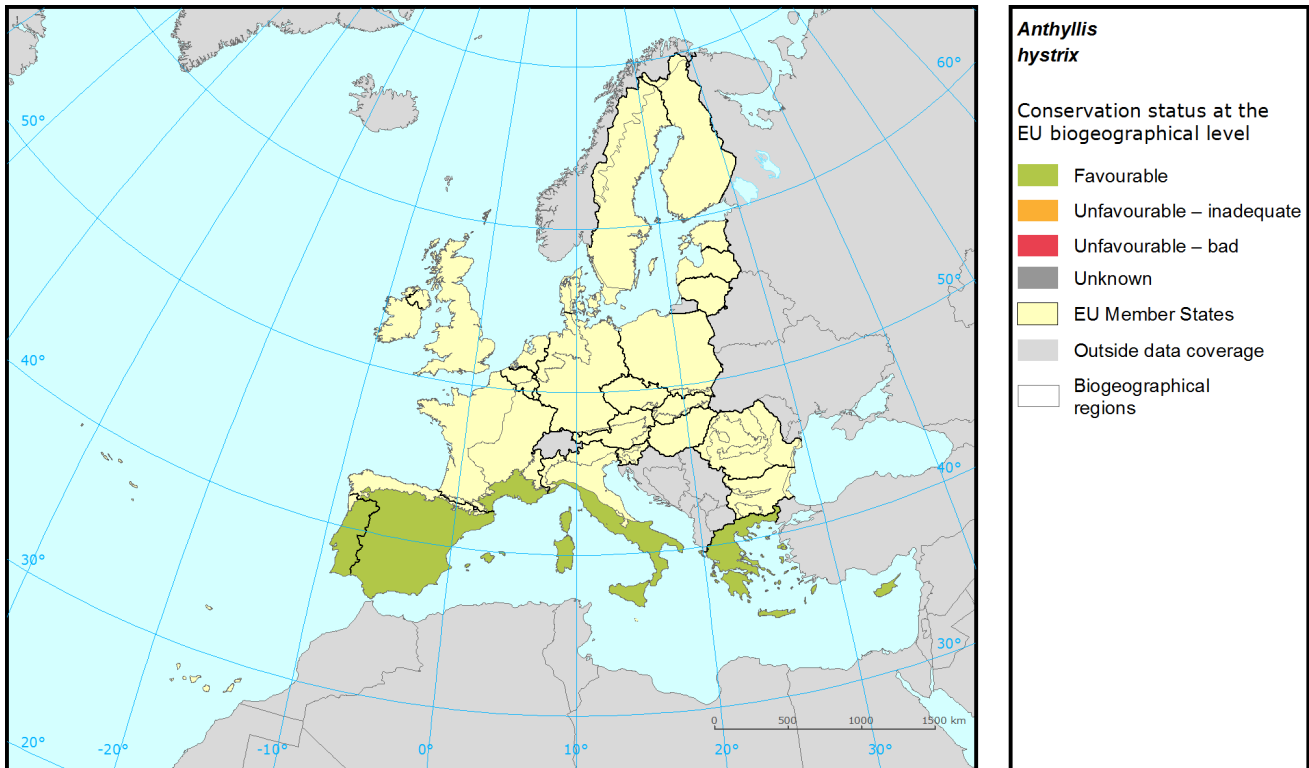 Anthyllis
hystrix
Conservation status at the
EU biogeographical level
Favourable
Unfavourable – inadequate
Unfavourable – bad
Unknown
EU Member States
Outside data coverage
Biogeographical
regions
60°
50°
50°
40°
40°
30°
30°
20°
-20°
-10°
0°
10°
20°
30°
0
500
1000
1500 km